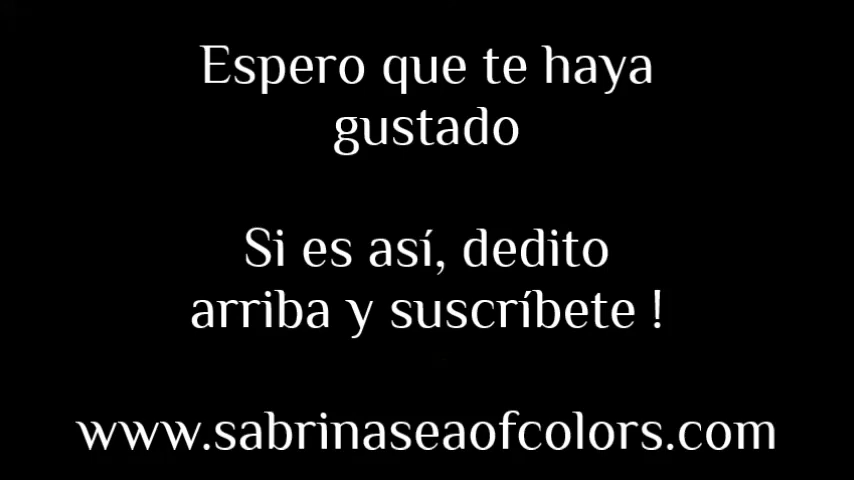 Espero que te haya
gustado
Si es así, dedito
arriba y suscríbete !
www.sabrinaseaofcolors.com